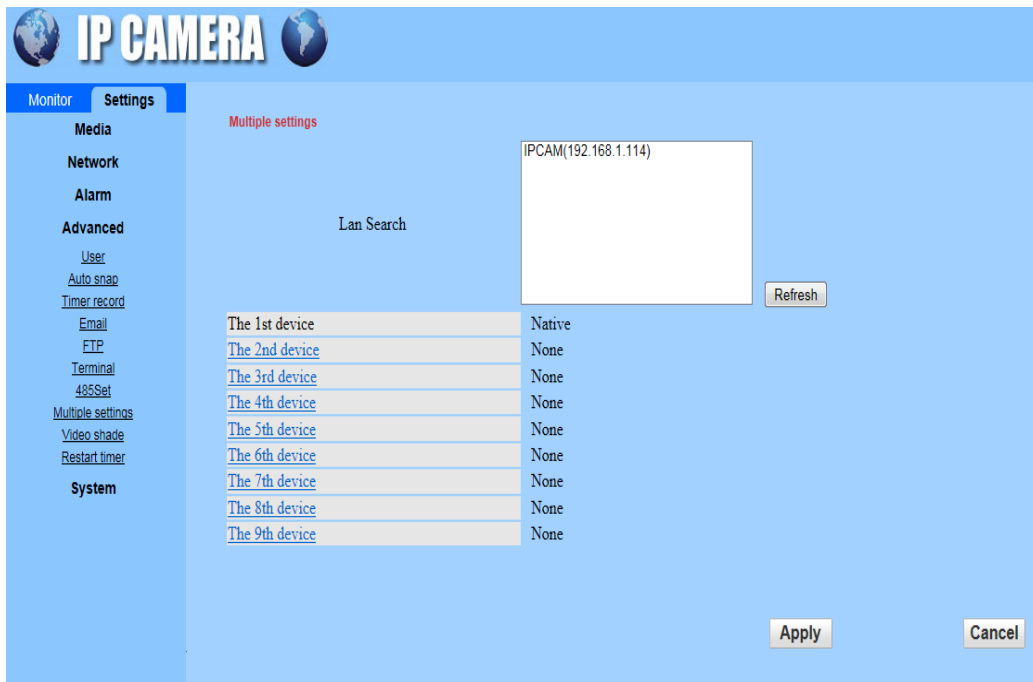 IP CAMERA
Monitor Settings
Media
Network
Alarm
Advanced
User
Auto snap
Timer record
Email
FTP
Terminal
485Set
Multiple settings
Video shade
Restart timer
System
Multiple settings
Lan Search
IPCAM(192.168.1.114)
Refresh
The 1st device Native
The 2nd device None
The 3rd device None
The 4th device None
The 5th device None
The 6th device None
The 7th device None
The 8th device None
The 9th device None
Apply Cancel